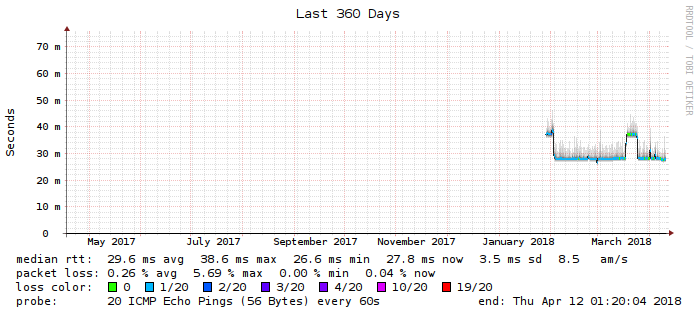 Last 360 Days
RRDTOOL / TOBI OETIKER
Seconds
70 m
60 m
50 m
40 m
30 m
20 m
10 m
0
May 2017 July 2017 September 2017 November 2017 January 2018 March 2018
median rtt: 29.6 ms avg 38.6 ms max 26.6 ms min 27.8 ms now 3.5 ms sd 8.5 am/s
packet loss: 0.26 % avg 5.69 % max 0.00 % min 0.04 % now
loss color: 0 1/20 2/20 3/20 4/20 10/20 19/20
probe: 20 ICMP Echo Pings (56 Bytes) every 60s end: Thu Apr 12 01:20:04 2018